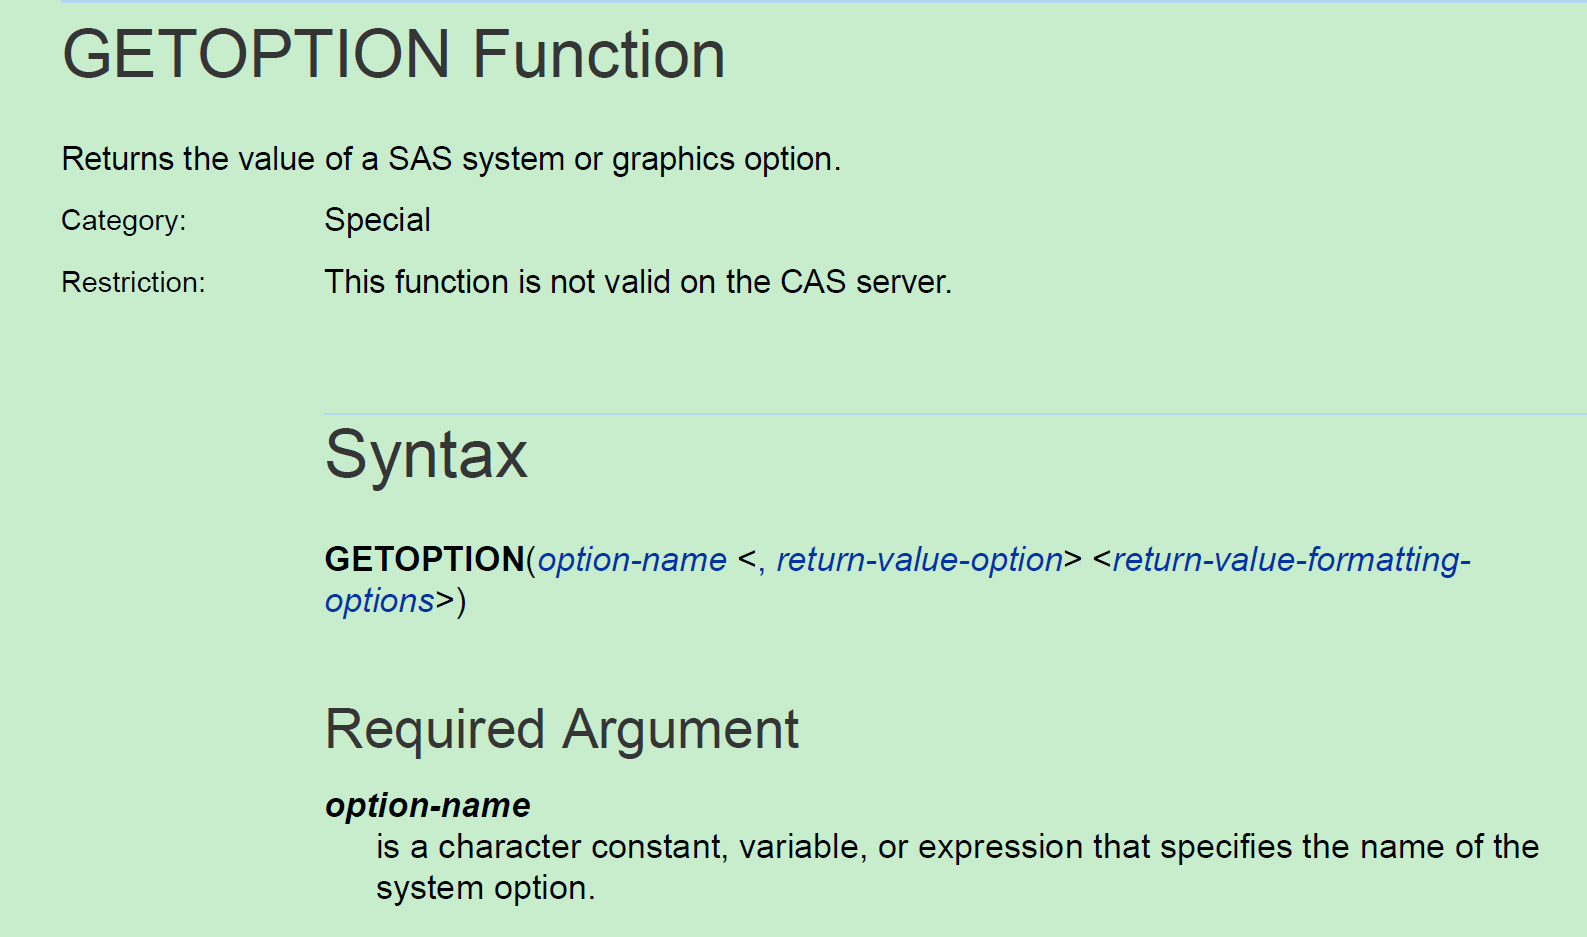 GETOPTION Function
Returns the value of a SAS system or graphics option.
Category: Special
Restriction: This function is not valid on the CAS server.
Syntax
GETOPTION(option-name <, return-value-option> <return-value-formatting-
options>)
Required Argument
option-name
is a character constant, variable, or expression that specifies the name of the
system option.